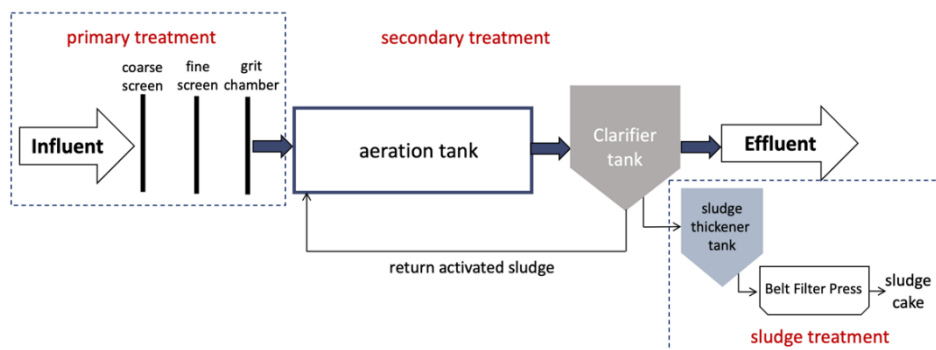 primary treatment
secondary treatment
coarse
screen
fine
screen
grit
chamber
Influent
aeration tank
Clarifier
tank
Effluent
return activated sludge
sludge
thickener
tank
Belt Filter Press
sludge
cake
sludge treatment